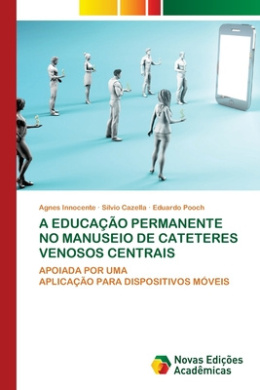 Agnes Innocente · Silvio Cazella · Eduardo Pooch
A EDUCAÇÃO PERMANENTE
NO MANUSEIO DE CATETERES
VENOSOS CENTRAIS
APOIADA POR UMA
APLICAÇÃO PARA DISPOSITIVOS MÓVEIS
Novas Edições
Acadêmicas